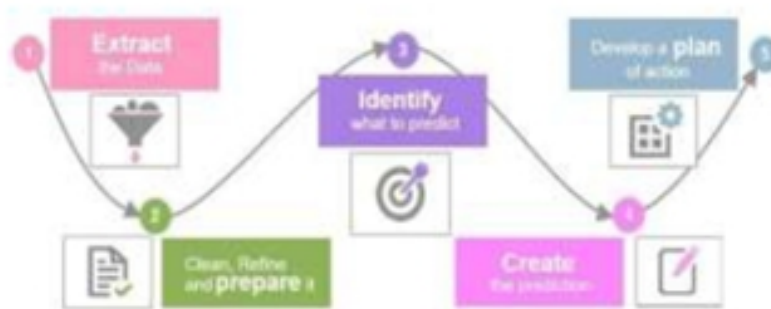 1
Extract
the Data
2
Clean, Refine
and prepare it
3
Identify
what to predict
4
Create
the prediction
Develop a plan
of action
5